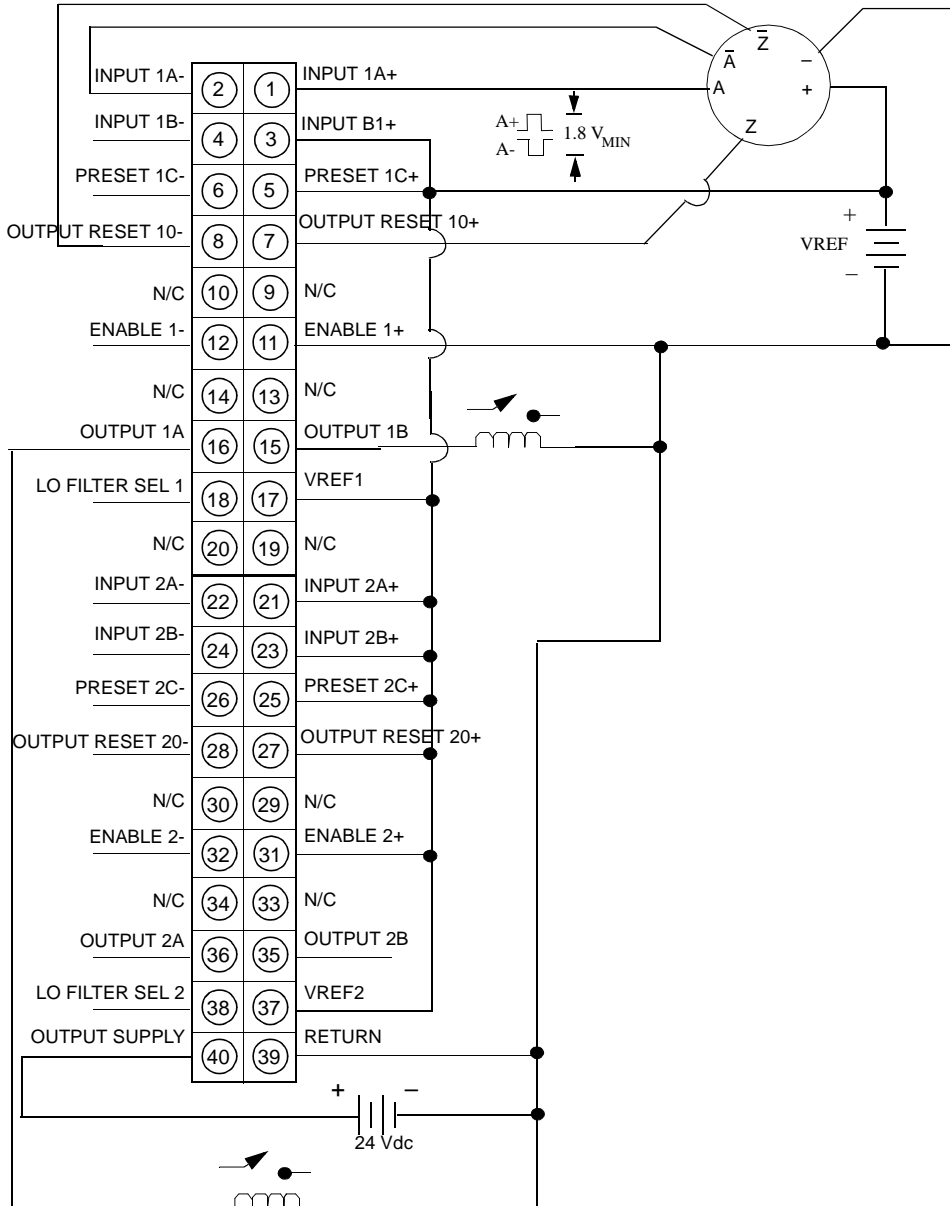 Z̅
A̅
–
INPUT 1A-
2
1
INPUT 1A+
A
+
INPUT 1B-
4
3
INPUT B1+
A+
A-
1.8 VMIN
Z
PRESET 1C-
6
5
PRESET 1C+
OUTPUT RESET 10-
8
7
OUTPUT RESET 10+
+
VREF
–
N/C
10
9
N/C
ENABLE 1-
12
11
ENABLE 1+
N/C
14
13
N/C
OUTPUT 1A
16
15
OUTPUT 1B
LO FILTER SEL 1
18
17
VREF1
N/C
20
19
N/C
INPUT 2A-
22
21
INPUT 2A+
INPUT 2B-
24
23
INPUT 2B+
PRESET 2C-
26
25
PRESET 2C+
OUTPUT RESET 20-
28
27
OUTPUT RESET 20+
N/C
30
29
N/C
ENABLE 2-
32
31
ENABLE 2+
N/C
34
33
N/C
OUTPUT 2A
36
35
OUTPUT 2B
LO FILTER SEL 2
38
37
VREF2
OUTPUT SUPPLY
40
39
RETURN
+
–
24 Vdc